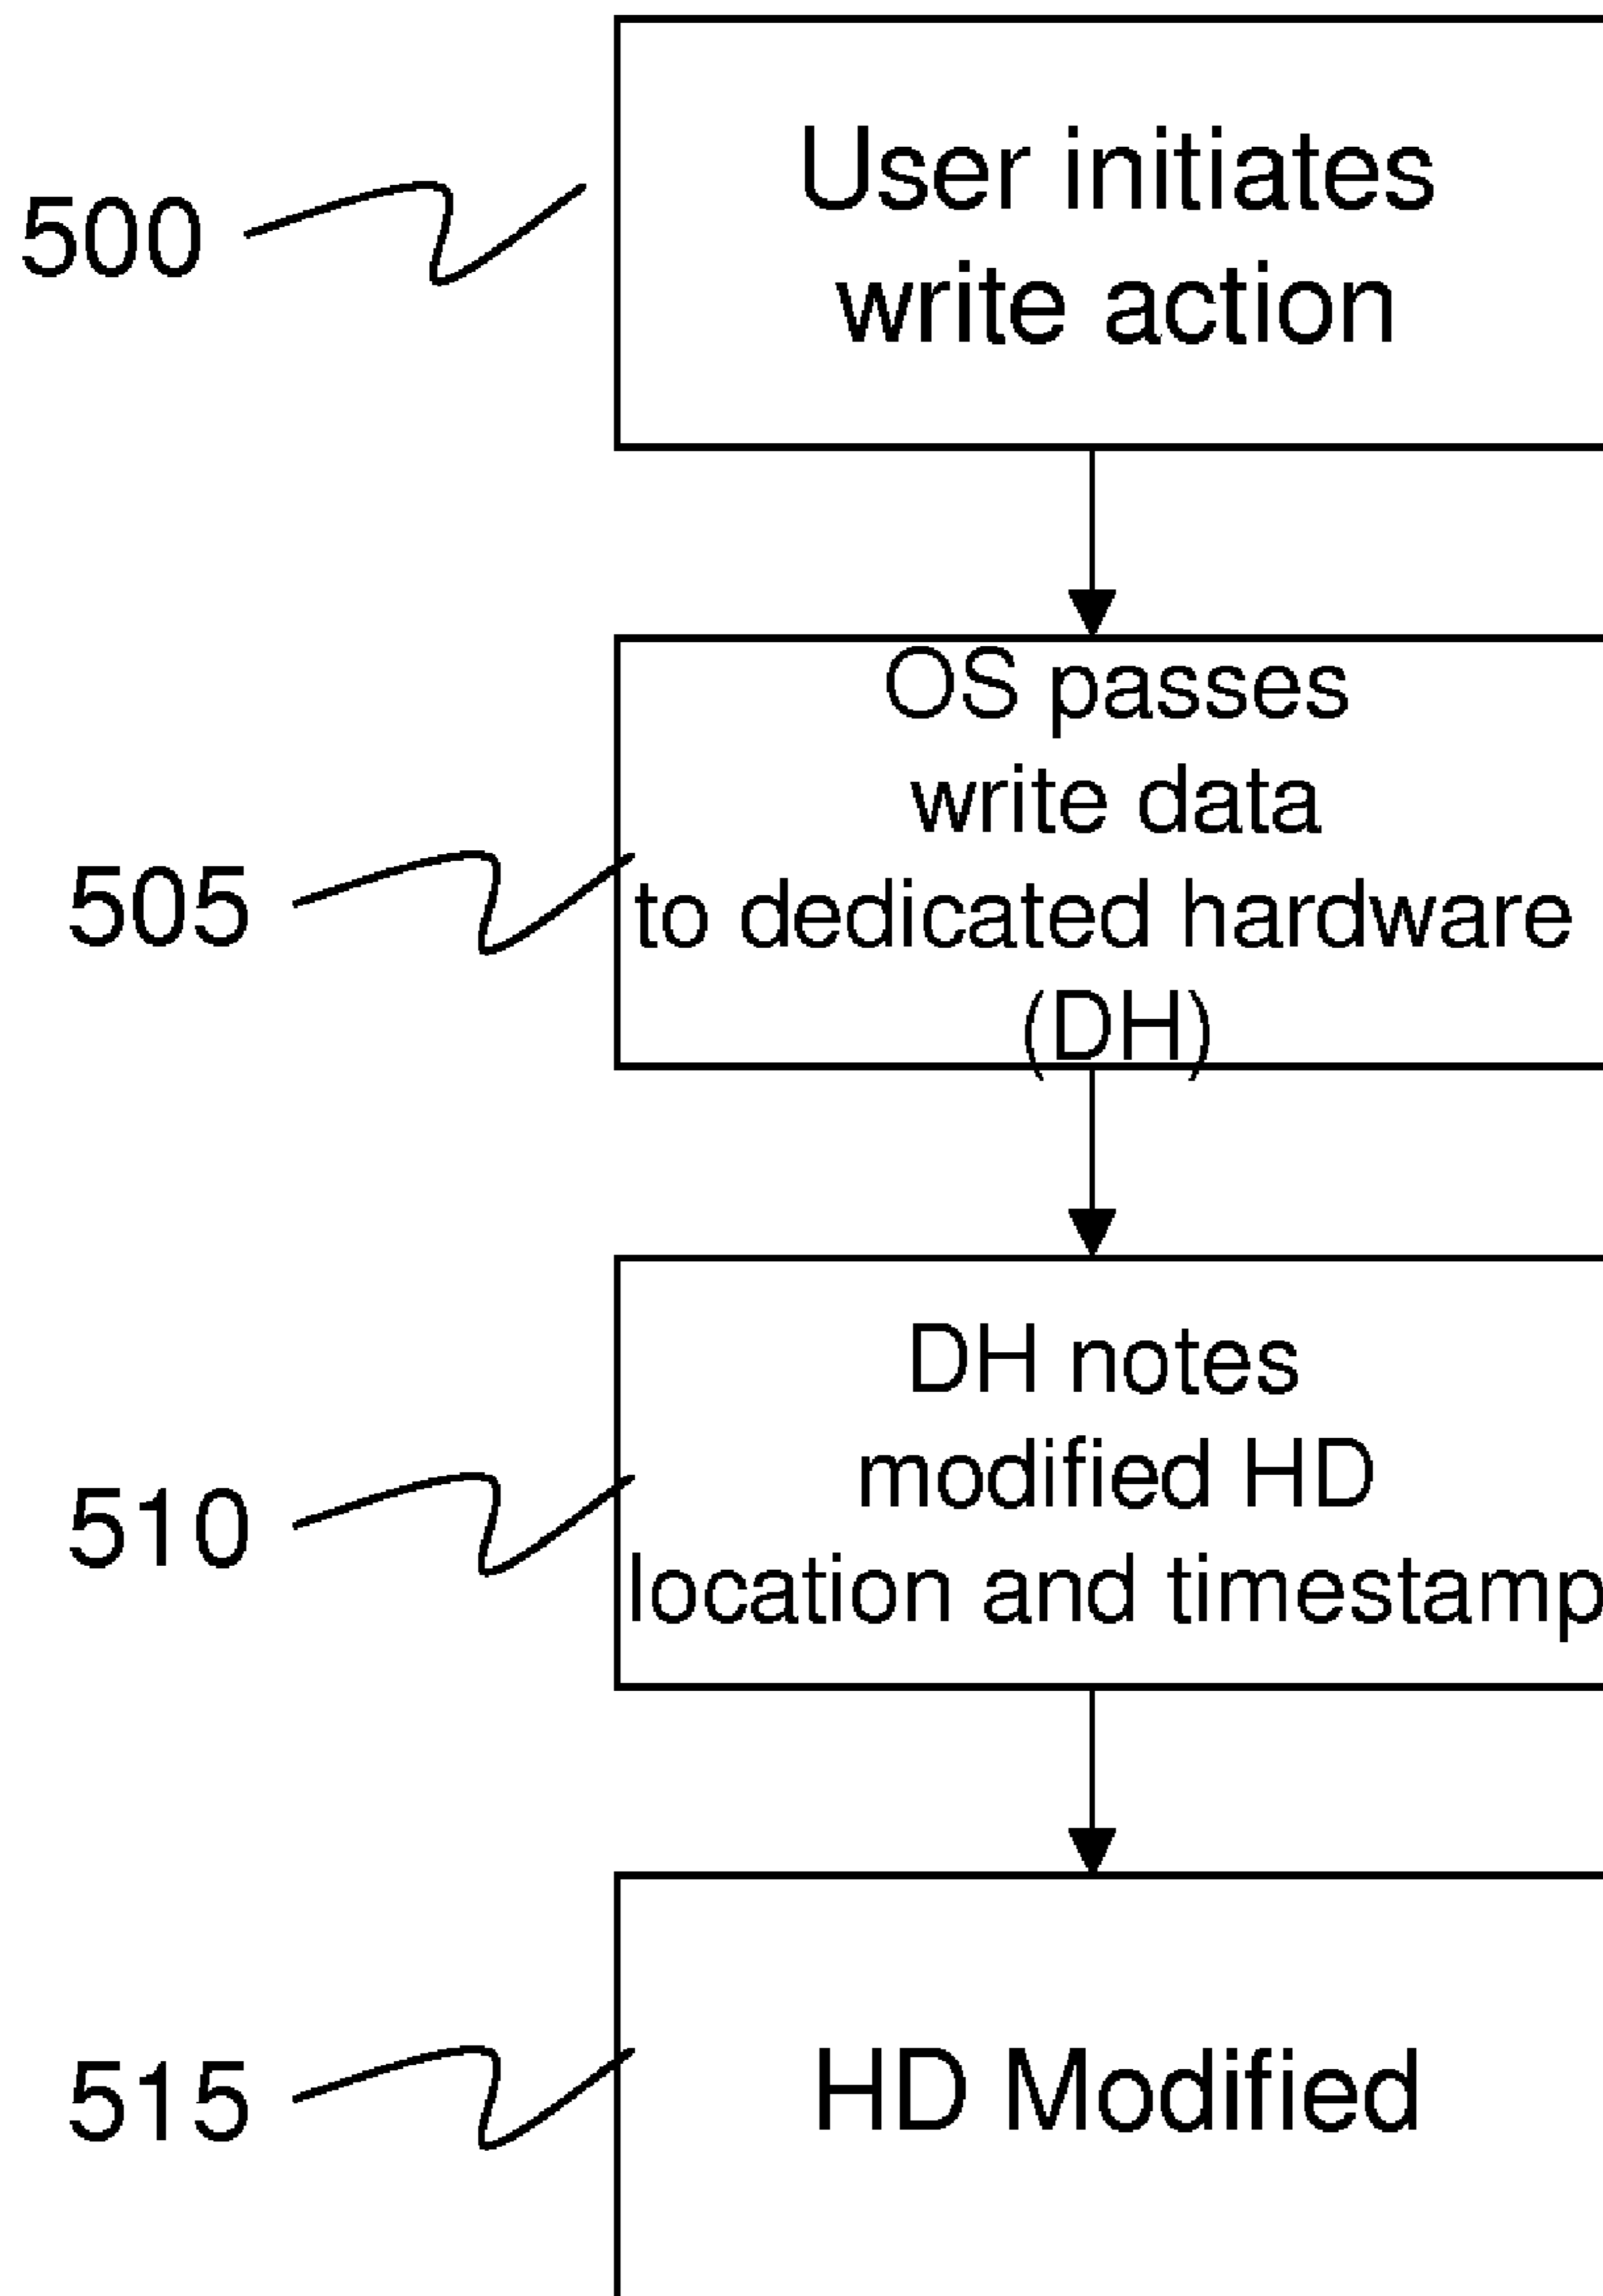 500
User initiates
write action
505
OS passes
write data
to dedicated hardware
(DH)
510
DH notes
modified HD
location and timestamp
515
HD Modified